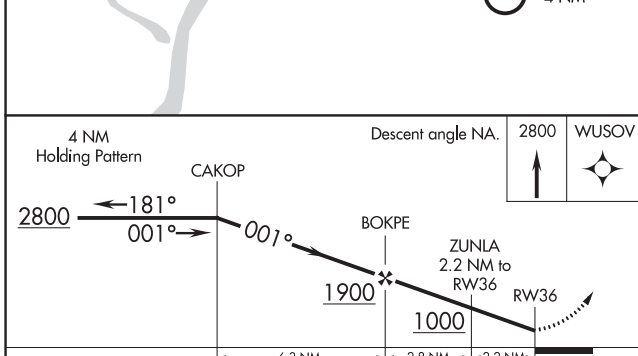 4 NM
4 NM
Holding Pattern
Descent angle NA.
2800
WUSOV
CAKOP
2800
181°
001°
001°
BOKPE
1900
ZUNLA
2.2 NM to
RW36
1000
RW36